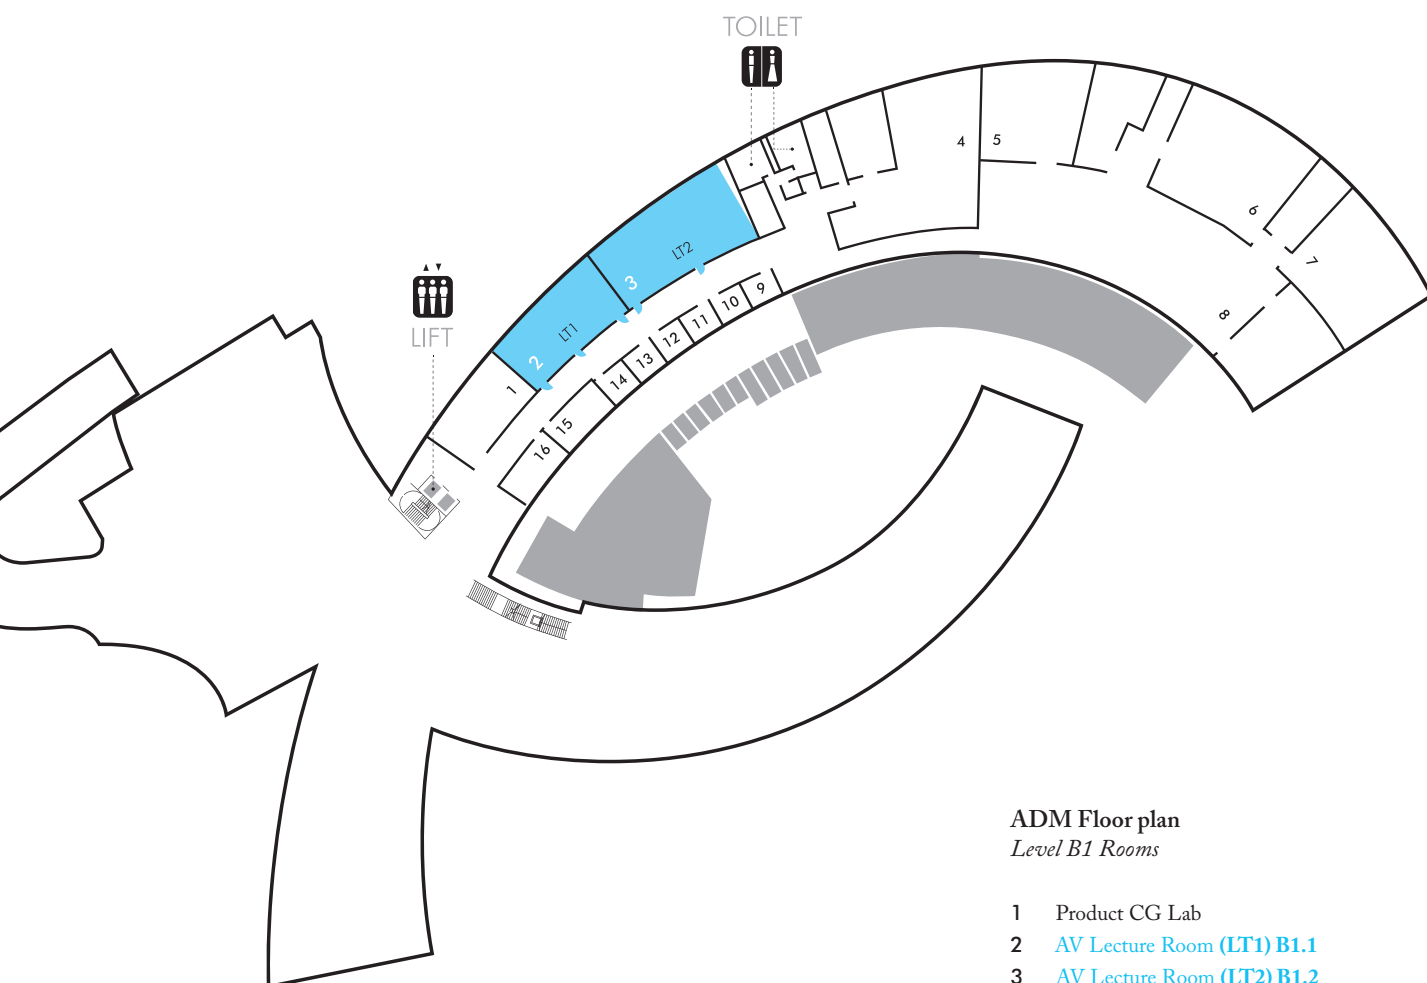 TOILET
LIFT
4
5
6
7
8
LT2
3
LT1
2
1
9
10
11
12
13
14
15
16
ADM Floor plan
Level B1 Rooms
1 Product CG Lab
2 AV Lecture Room (LT1) B1.1
3 AV Lecture Room (LT2) B1.2